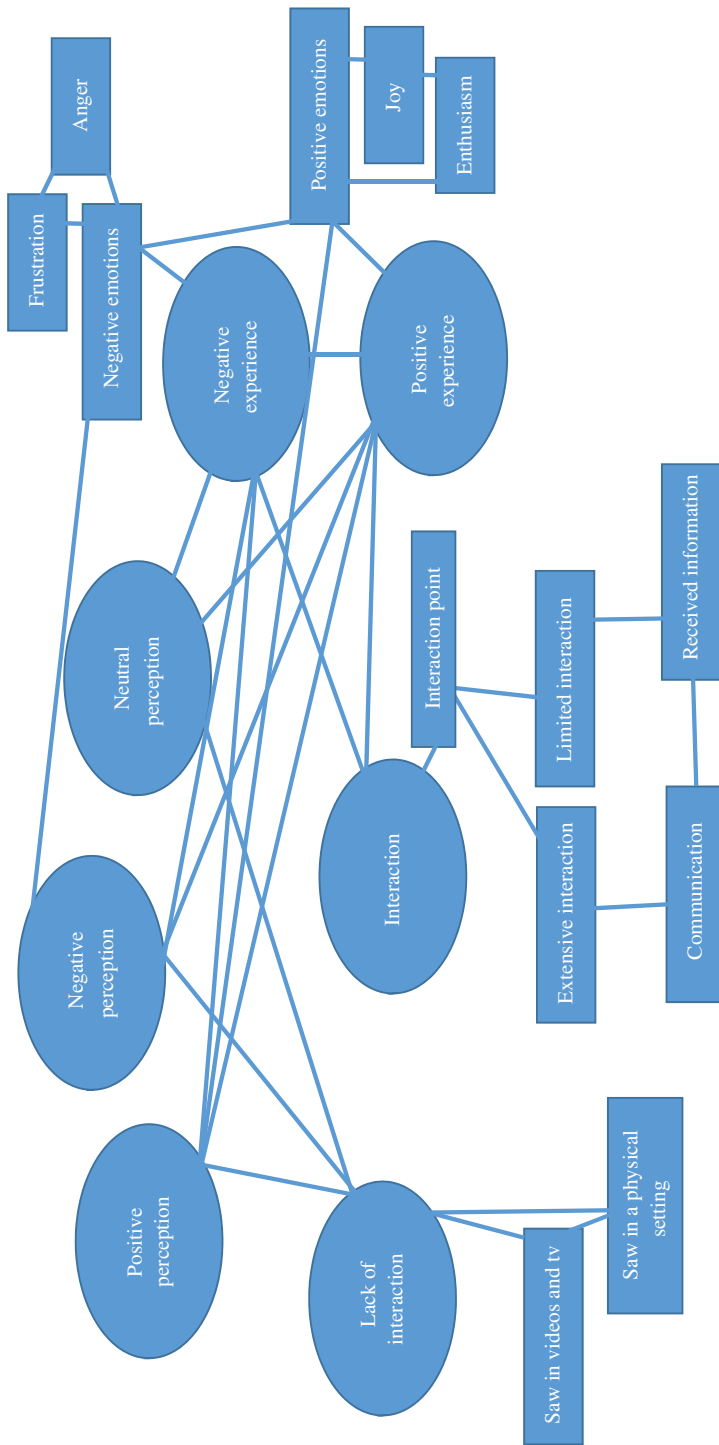 Frustration
Anger
Negative emotions
Positive emotions
Joy
Enthusiasm
Positive
perception
Negative
perception
Neutral
perception
Negative
experience
Positive
experience
Lack of
interaction
Interaction
Interaction point
Saw in videos and tv
Saw in a physical
setting
Extensive interaction
Limited interaction
Communication
Received information